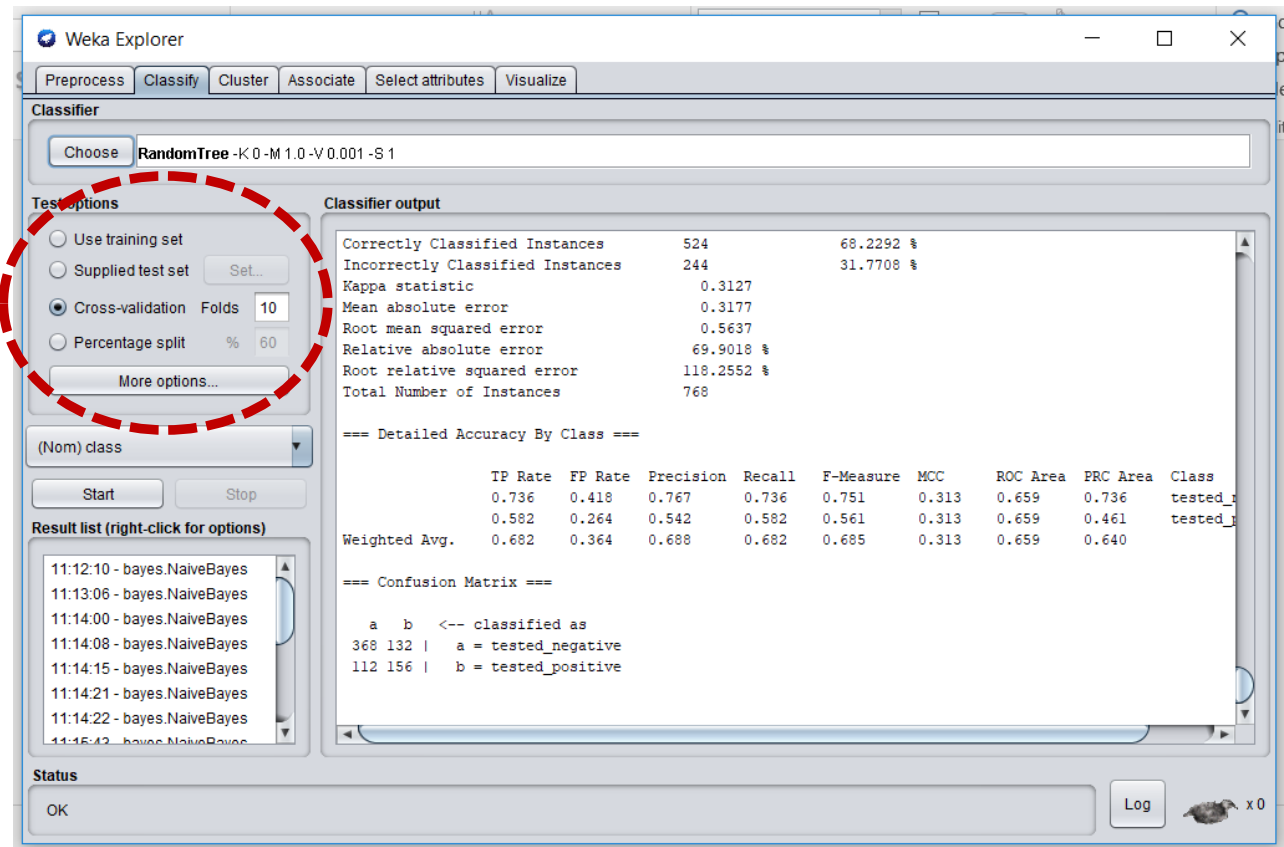 Weka Explorer
Preprocess Classify Cluster Associate Select attributes Visualize
Classifier
Choose RandomTree -K 0 -M 1.0 -V 0.001 -S 1
Test options
Use training set
Supplied test set Set...
Cross-validation Folds 10
Percentage split % 60
More options...
(Nom) class
Start Stop
Result list (right-click for options)
11:12:10 - bayes.NaiveBayes
11:13:06 - bayes.NaiveBayes
11:14:00 - bayes.NaiveBayes
11:14:08 - bayes.NaiveBayes
11:14:15 - bayes.NaiveBayes
11:14:21 - bayes.NaiveBayes
11:14:22 - bayes.NaiveBayes
11:15:43 - bayes.NaiveBayes
Classifier output
Correctly Classified Instances 524 68.2292 %
Incorrectly Classified Instances 244 31.7708 %
Kappa statistic 0.3127
Mean absolute error 0.3177
Root mean squared error 0.5637
Relative absolute error 69.9018 %
Root relative squared error 118.2552 %
Total Number of Instances 768
=== Detailed Accuracy By Class ===
TP Rate FP Rate Precision Recall F-Measure MCC ROC Area PRC Area Class
0.736 0.418 0.767 0.736 0.751 0.313 0.659 0.736 tested_
0.582 0.264 0.542 0.582 0.561 0.313 0.659 0.461 tested_
Weighted Avg. 0.682 0.364 0.688 0.682 0.685 0.313 0.659 0.640
=== Confusion Matrix ===
a b <-- classified as
368 132 | a = tested_negative
112 156 | b = tested_positive
Status
OK
Log x 0